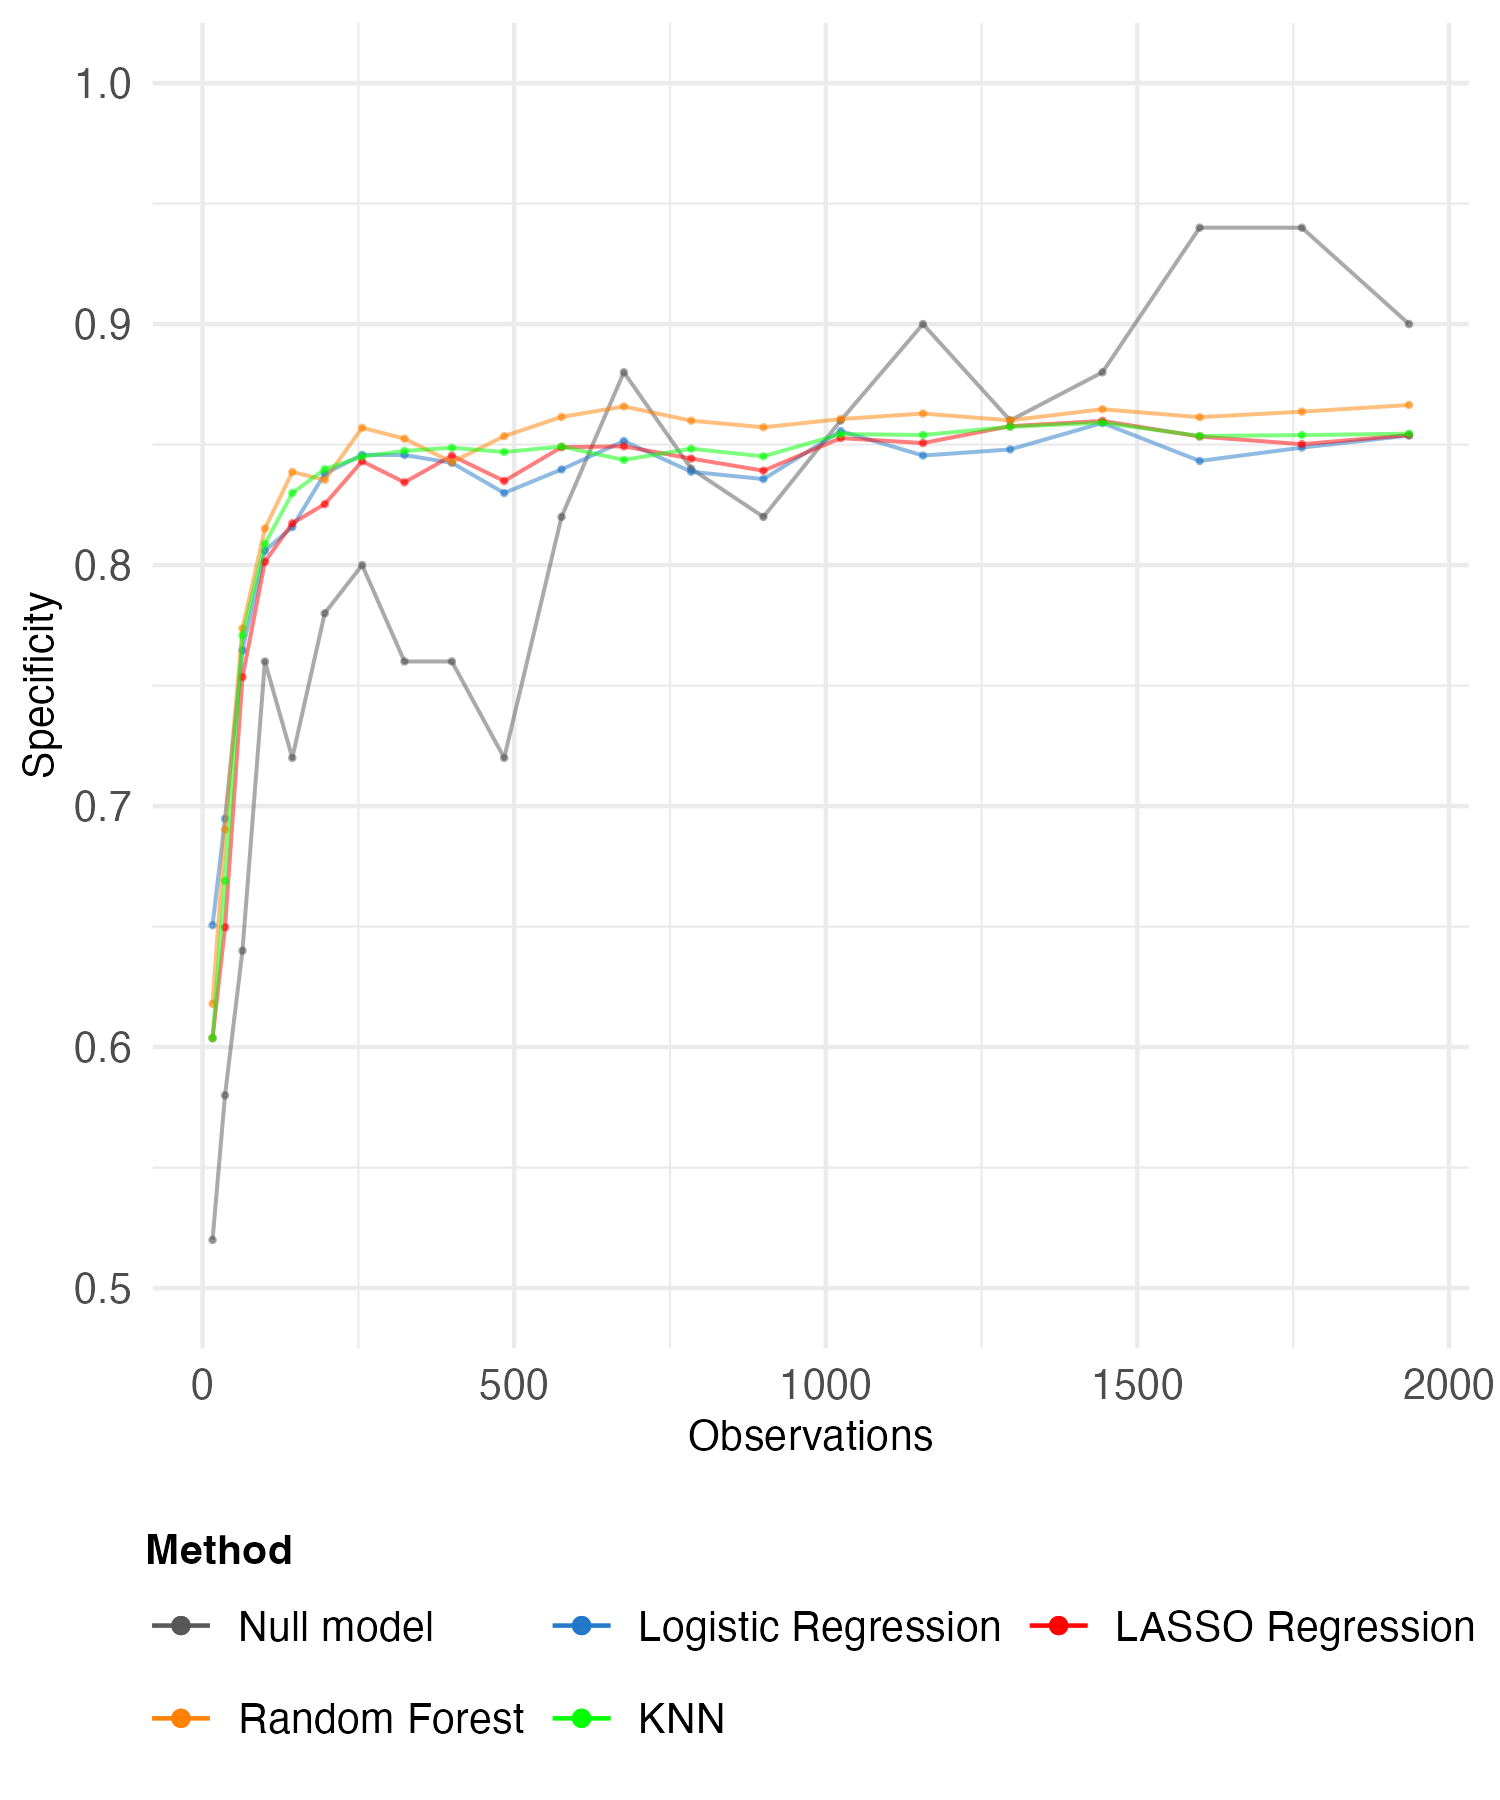 1.0
0.9
0.8
0.7
0.6
0.5
Specificity
0 500 1000 1500 2000
Observations
Method
Null model Logistic Regression LASSO Regression
Random Forest KNN